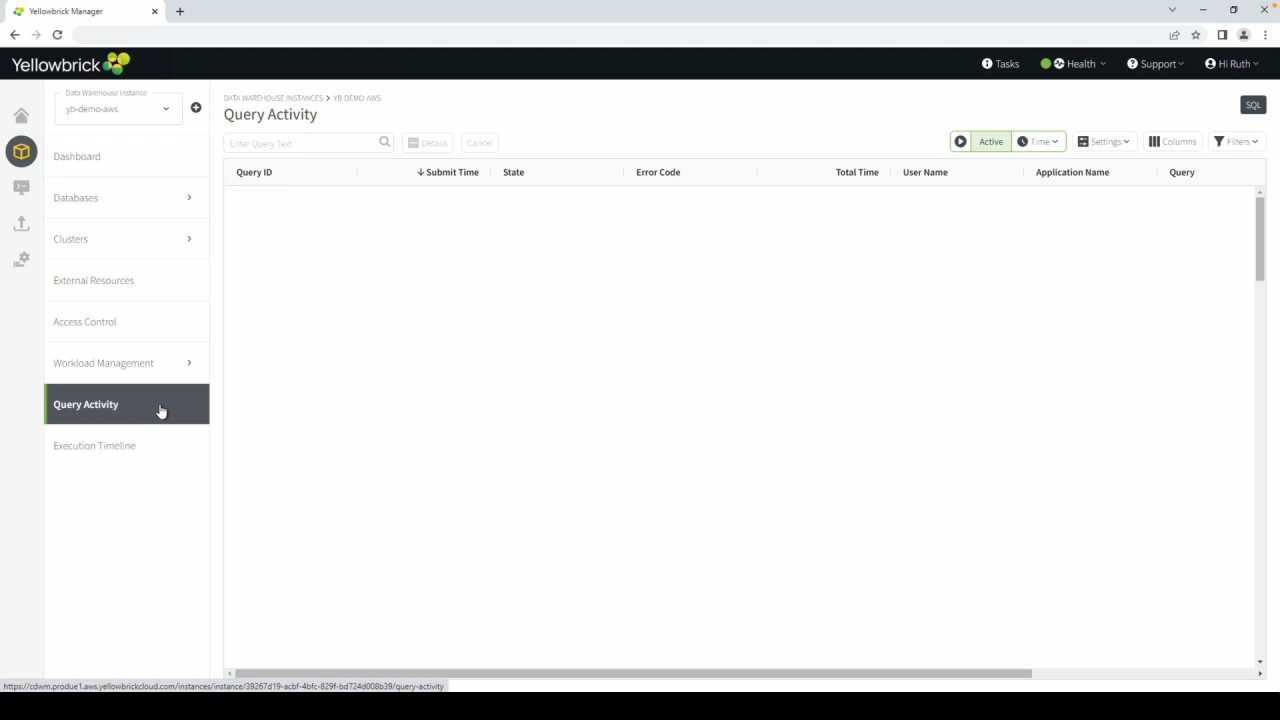 Yellowbrick Manager
Yellowbrick
Tasks
Health
Support
Hi Ruth
Data Warehouse Instance
yb-demo-aws
DATA WAREHOUSE INSTANCES > YB-DEMO-AWS
Query Activity
SQL
Enter Query Text
Details
Cancel
Active
Time
Settings
Columns
Filters
Query ID
Submit Time
State
Error Code
Total Time
User Name
Application Name
Query
Dashboard
Databases
Clusters
External Resources
Access Control
Workload Management
Query Activity
Execution Timeline
https://cdwm.produe1.aws.yellowbrickcloud.com/instances/instance/39267d19-acbf-4bfc-829f-bd724d008b39/query-activity